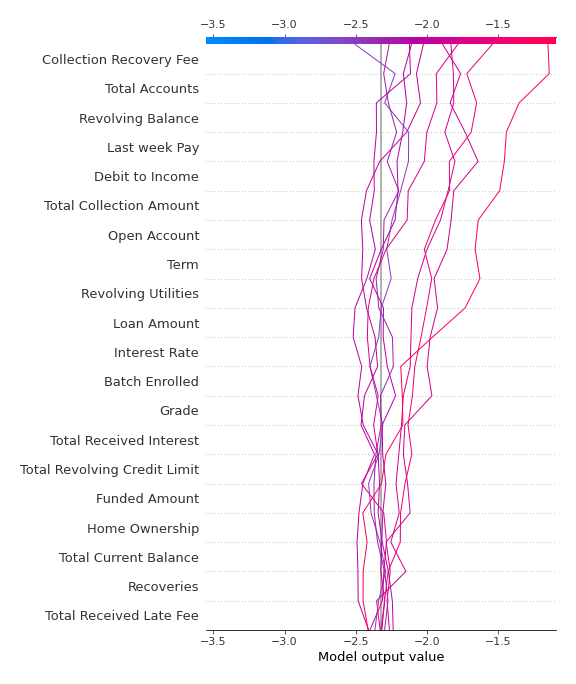 −3.5 −3.0 −2.5 −2.0 −1.5
Collection Recovery Fee
Total Accounts
Revolving Balance
Last week Pay
Debit to Income
Total Collection Amount
Open Account
Term
Revolving Utilities
Loan Amount
Interest Rate
Batch Enrolled
Grade
Total Received Interest
Total Revolving Credit Limit
Funded Amount
Home Ownership
Total Current Balance
Recoveries
Total Received Late Fee
−3.5 −3.0 −2.5 −2.0 −1.5
Model output value